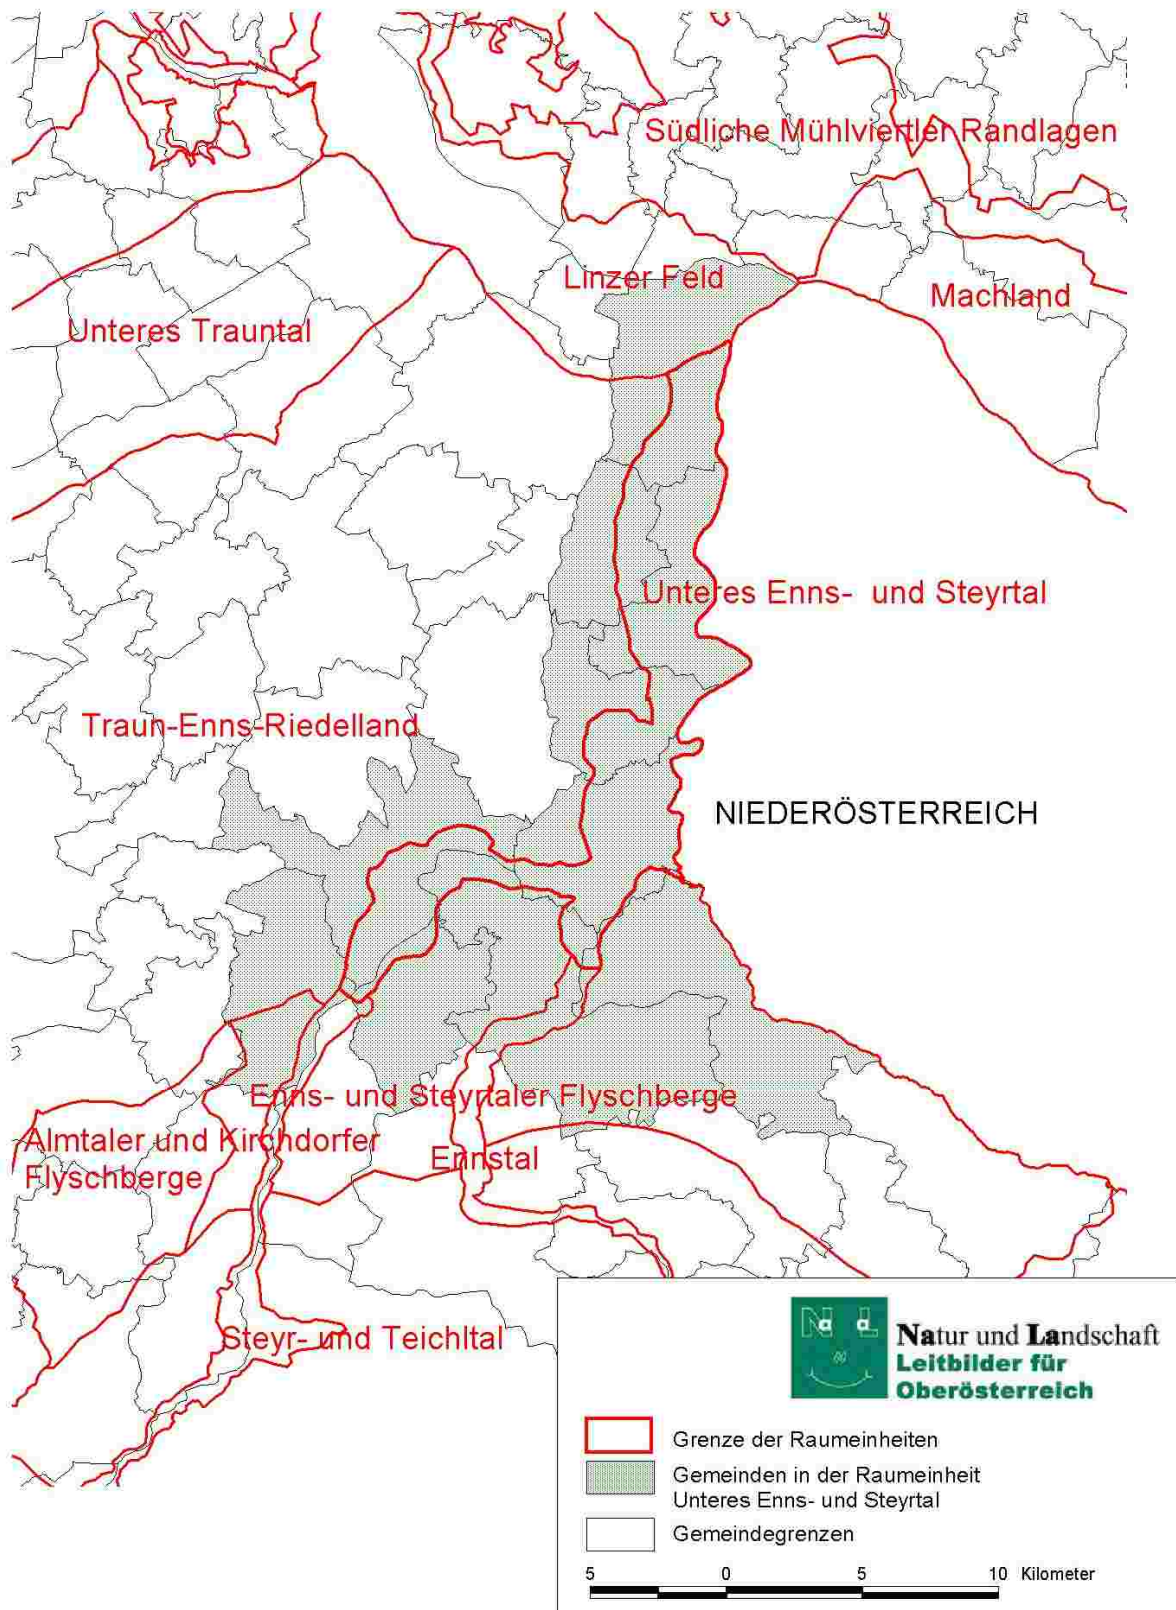 Südliche Mühlviertler Randlagen
Linzer Feld
Machland
Unteres Trauntal
Unteres Enns- und Steyrtal
Traun-Enns-Riedelland
NIEDERÖSTERREICH
Enns- und Steyrtaler Flyschberge
Almtaler und Kirchdorfer
Flyschberge
Ennstal
Steyr- und Teichltal
Na L
Natur und Landschaft
Leitbilder für
Oberösterreich
Grenze der Raumeinheiten
Gemeinden in der Raumeinheit
Unteres Enns- und Steyrtal
Gemeindegrenzen
5 0 5 10 Kilometer